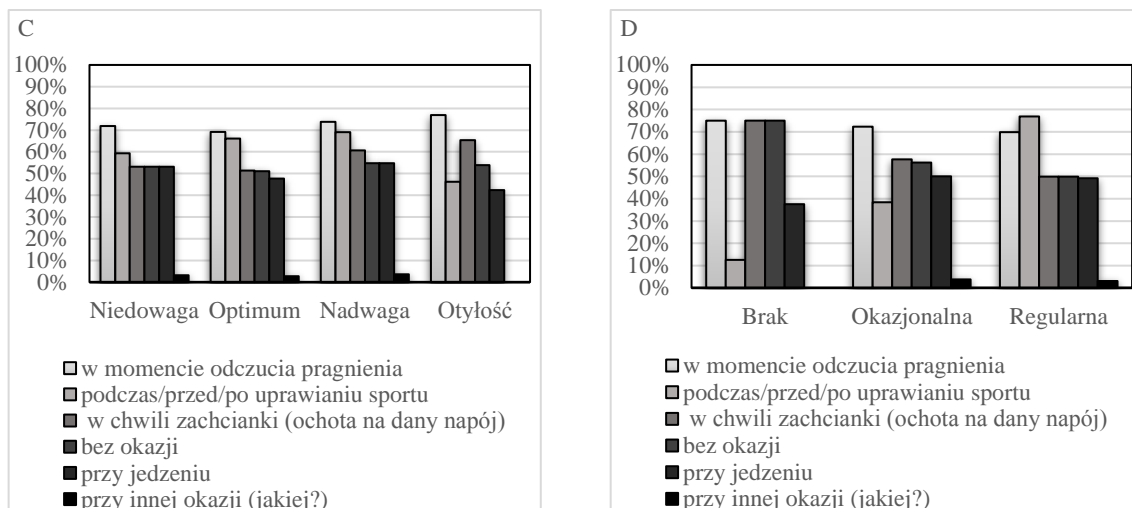 C
100%
90%
80%
70%
60%
50%
40%
30%
20%
10%
0%
Niedowaga Optimum Nadwaga Otyłość
w momencie odczucia pragnienia
podczas/przed/po uprawianiu sportu
w chwili zachcianki (ochota na dany napój)
bez okazji
przy jedzeniu
przy innej okazji (jakiej?)
D
100%
90%
80%
70%
60%
50%
40%
30%
20%
10%
0%
Brak Okazjonalna Regularna
w momencie odczucia pragnienia
podczas/przed/po uprawianiu sportu
w chwili zachcianki (ochota na dany napój)
bez okazji
przy jedzeniu
przy innej okazji (jakiej?)